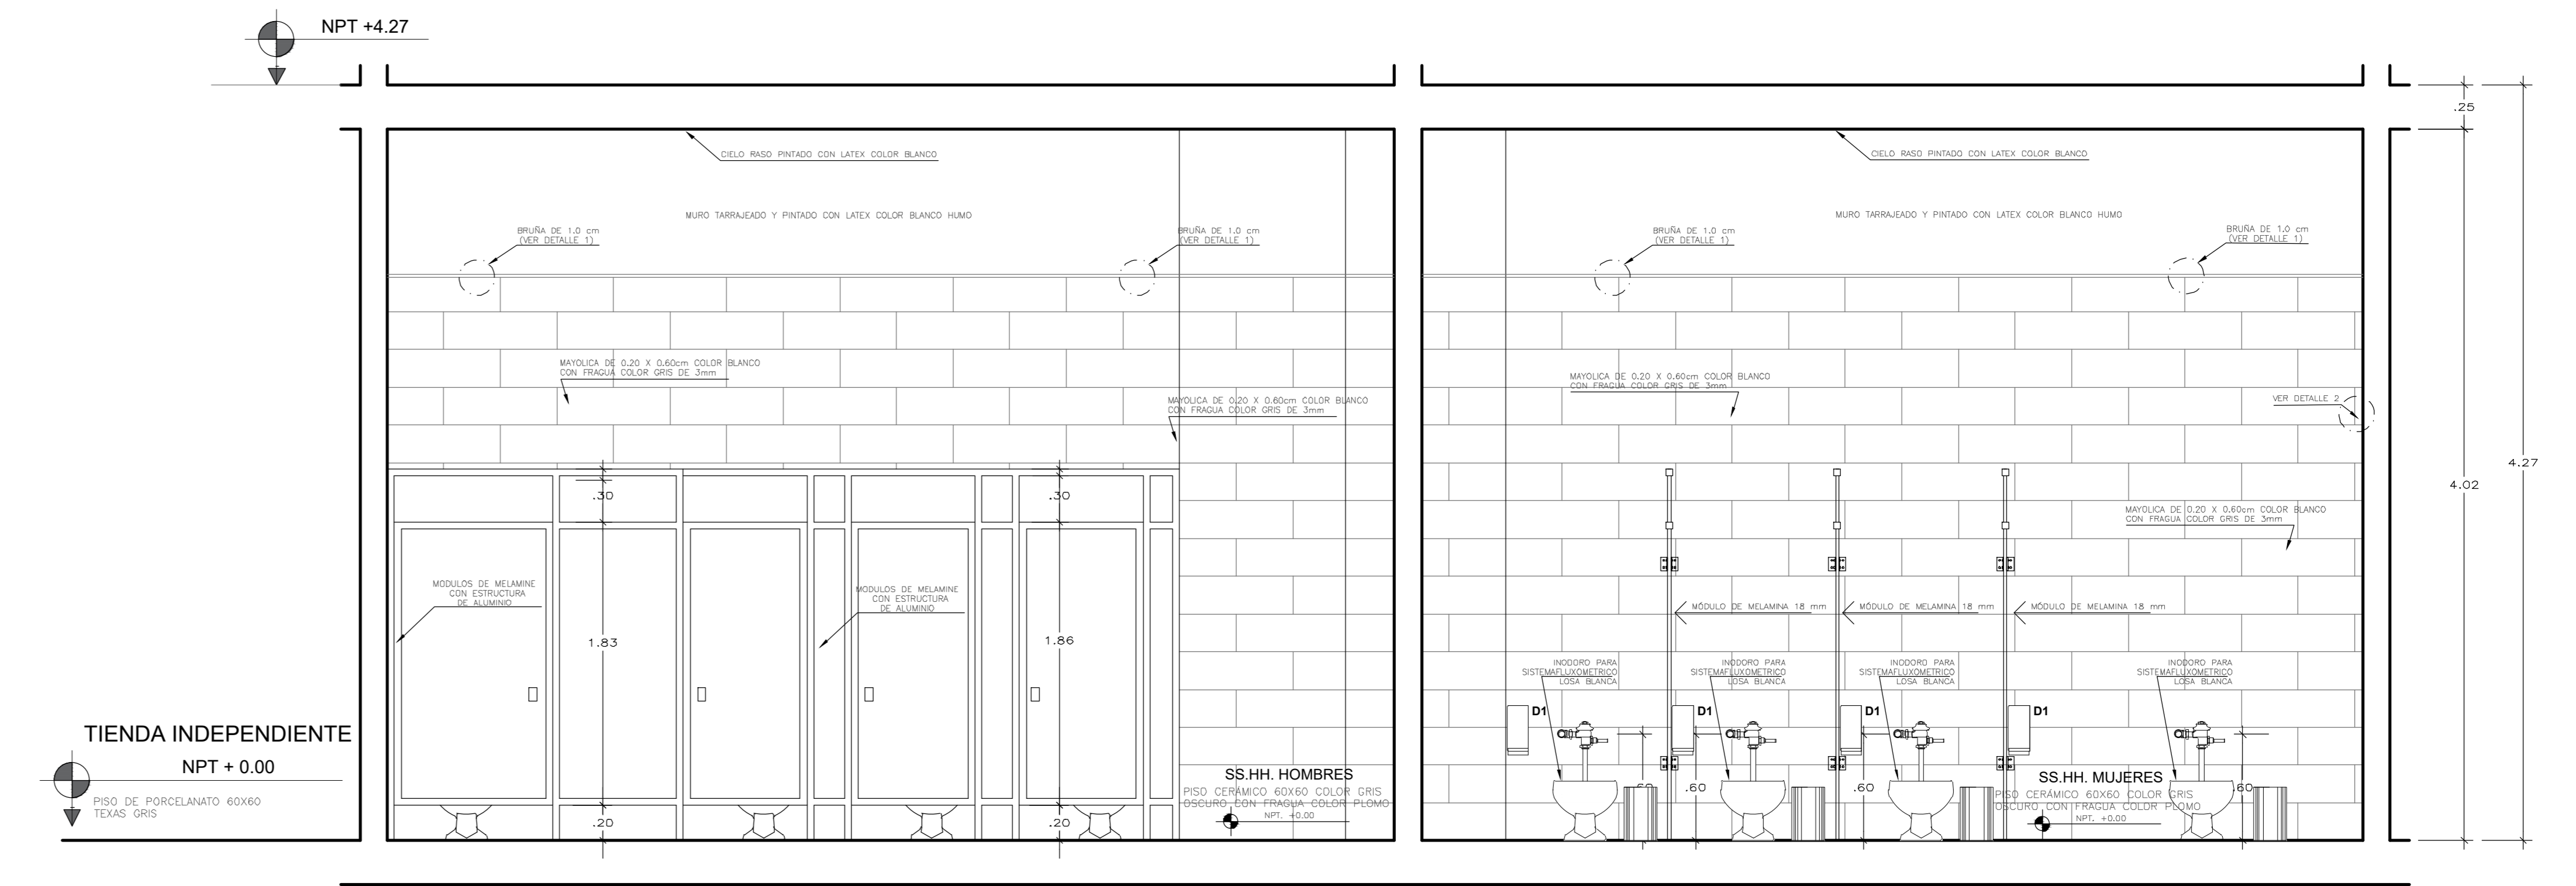 NPT +4.27
.25
CIELO RASO PINTADO CON LATEX COLOR BLANCO
CIELO RASO PINTADO CON LATEX COLOR BLANCO
MURO TARRAJEADO Y PINTADO CON LATEX COLOR BLANCO HUMO
MURO TARRAJEADO Y PINTADO CON LATEX COLOR BLANCO HUMO
BRUÑA DE 1.0 cm
(VER DETALLE 1)
BRUÑA DE 1.0 cm
(VER DETALLE 1)
BRUÑA DE 1.0 cm
(VER DETALLE 1)
BRUÑA DE 1.0 cm
(VER DETALLE 1)
MAYOLICA DE 0.20 X 0.60cm COLOR BLANCO
CON FRAGUA COLOR GRIS DE 3mm
MAYOLICA DE 0.20 X 0.60cm COLOR BLANCO
CON FRAGUA COLOR GRIS DE 3mm
MAYOLICA DE 0.20 X 0.60cm COLOR BLANCO
CON FRAGUA COLOR GRIS DE 3mm
VER DETALLE 2
4.27
4.02
.30
.30
MAYOLICA DE 0.20 X 0.60cm COLOR BLANCO
CON FRAGUA COLOR GRIS DE 3mm
MODULOS DE MELAMINE
CON ESTRUCTURA
DE ALUMINIO
MODULOS DE MELAMINE
CON ESTRUCTURA
DE ALUMINIO
MÓDULO DE MELAMINA 18 mm
MÓDULO DE MELAMINA 18 mm
MÓDULO DE MELAMINA 18 mm
1.83
1.86
INODORO PARA
SISTEMAFLUXOMETRICO
LOSA BLANCA
INODORO PARA
SISTEMAFLUXOMETRICO
LOSA BLANCA
INODORO PARA
SISTEMAFLUXOMETRICO
LOSA BLANCA
INODORO PARA
SISTEMAFLUXOMETRICO
LOSA BLANCA
D1
D1
D1
D1
TIENDA INDEPENDIENTE
NPT + 0.00
PISO DE PORCELANATO 60X60
TEXAS GRIS
.60
.60
.60
.60
SS.HH. HOMBRES
PISO CERÁMICO 60X60 COLOR GRIS
OSCURO CON FRAGUA COLOR PLOMO
NPT. +0.00
SS.HH. MUJERES
PISO CERÁMICO 60X60 COLOR GRIS
OSCURO CON FRAGUA COLOR PLOMO
NPT. +0.00
.20
.20